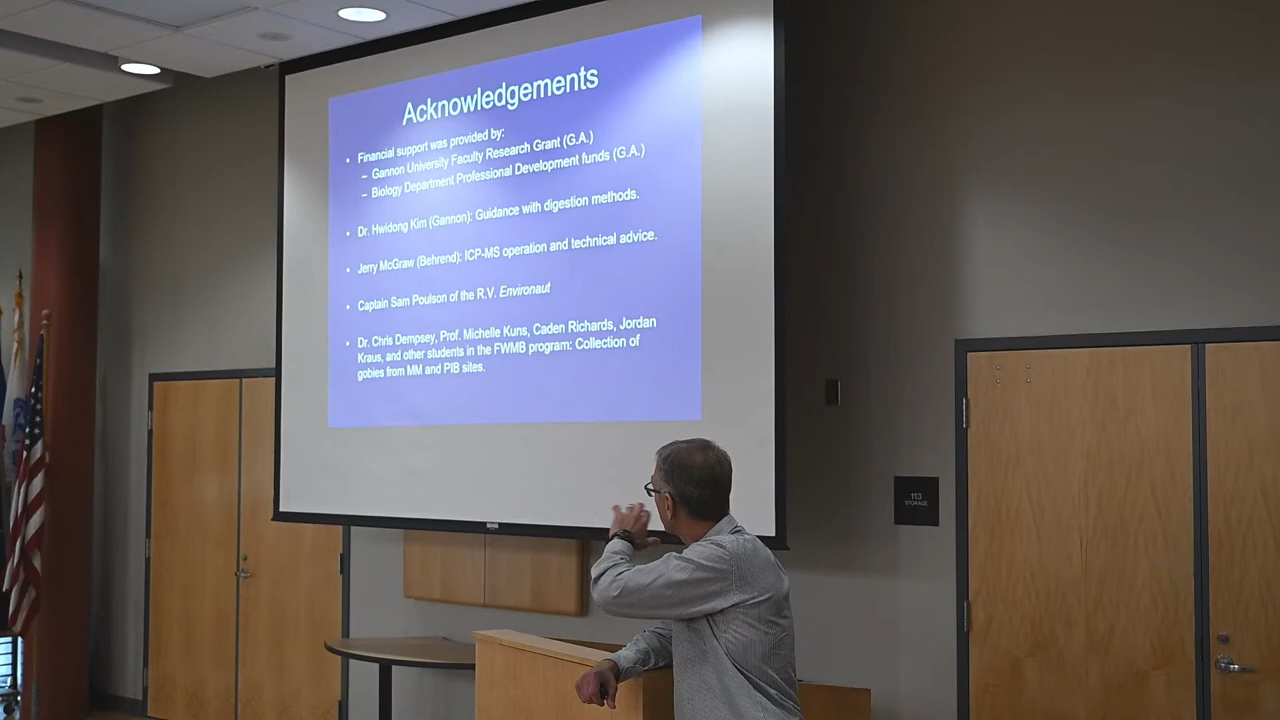 Acknowledgements
• Financial support was provided by:
– Gannon University Faculty Research Grant (G.A.)
– Biology Department Professional Development funds (G.A.)
• Dr. Hwidong Kim (Gannon): Guidance with digestion methods.
• Jerry McGraw (Behrend): ICP-MS operation and technical advice.
• Captain Sam Poulson of the R.V. Environaut
• Dr. Chris Dempsey, Prof. Michelle Kuns, Caden Richards, Jordan
Kraus, and other students in the FWMB program: Collection of
gobies from MM and PIB sites.
113
STORAGE